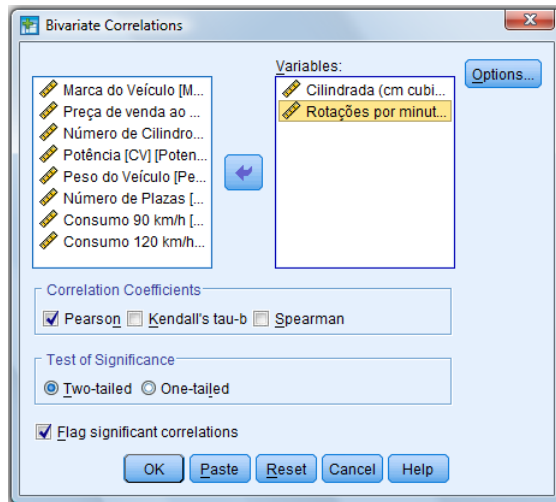 Bivariate Correlations
Marca do Veículo [M...
Preça de venda ao ...
Número de Cilindro...
Potência [CV] [Poten...
Peso do Veículo [Pe...
Número de Plazas [...
Consumo 90 km/h [...
Consumo 120 km/h...
Variables:
Cilindrada (cm cubi...
Rotações por minut...
Options...
Correlation Coefficients
Pearson Kendall's tau-b Spearman
Test of Significance
Two-tailed One-tailed
Flag significant correlations
OK Paste Reset Cancel Help